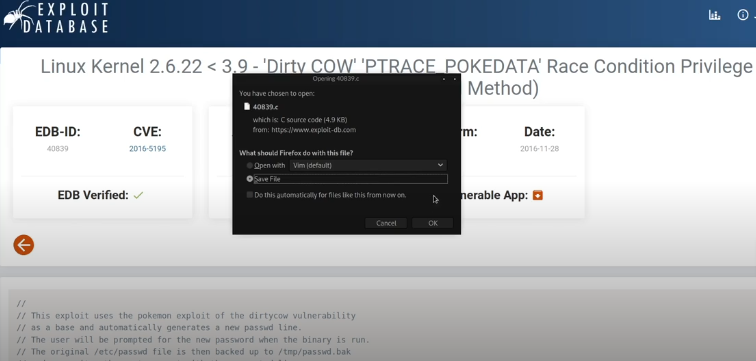 EXPLOIT
DATABASE
Linux Kernel 2.6.22 < 3.9 - 'Dirty COW' 'PTRACE_POKEDATA' Race Condition Privilege
Method)
Opening 40839.c
You have chosen to open:
40839.c
which is: C source code (4.9 KB)
from: https://www.exploit-db.com
What should Firefox do with this file?
Open with Vim (default)
Save File
Do this automatically for files like this from now on.
Cancel OK
EDB-ID:
40839
CVE:
2016-5195
rm:
Date:
2016-11-28
EDB Verified:
nerable App:
//
// This exploit uses the pokemon exploit of the dirtycow vulnerability
// as a base and automatically generates a new passwd line.
// The user will be prompted for the new password when the binary is run.
// The original /etc/passwd file is then backed up to /tmp/passwd.bak